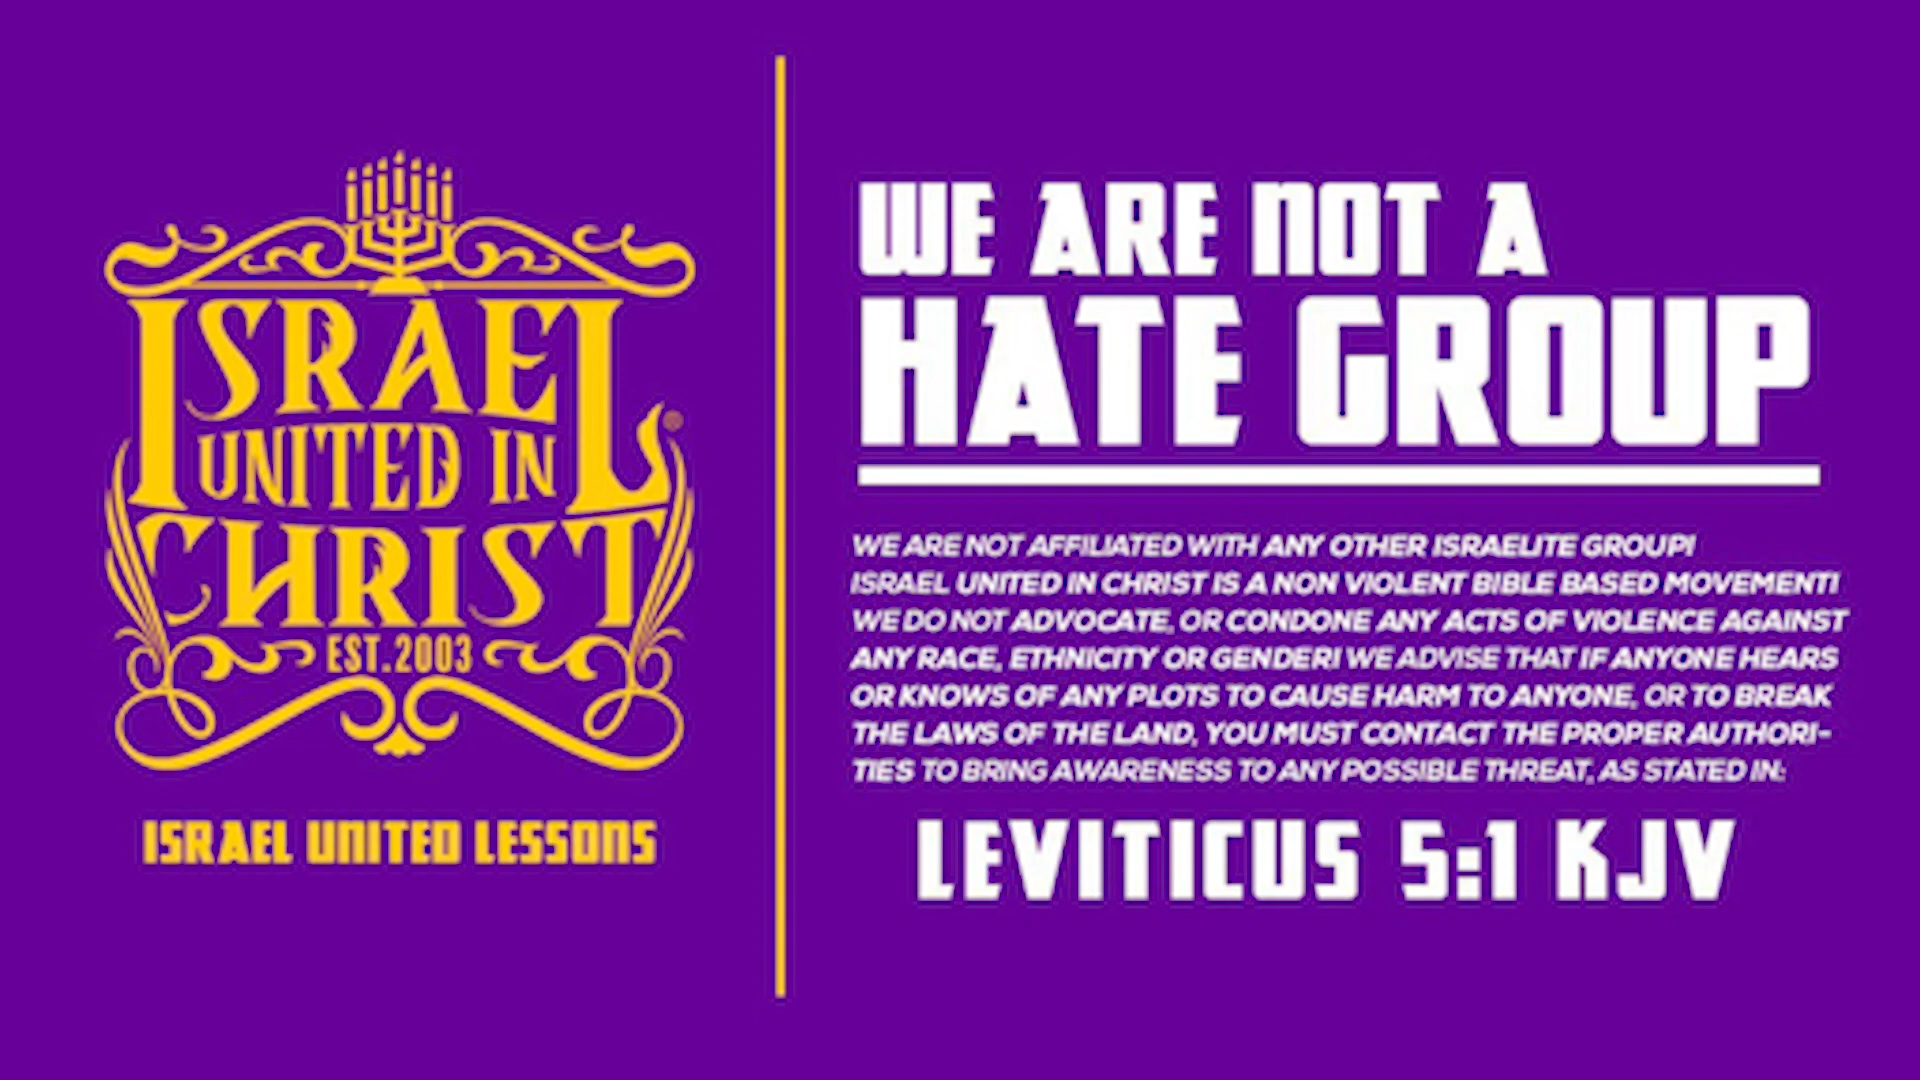 ISRAEL
UNITED IN
CHRIST
®
EST.2003
ISRAEL UNITED LESSONS
WE ARE NOT A
HATE GROUP
WE ARE NOT AFFILIATED WITH ANY OTHER ISRAELITE GROUP!
ISRAEL UNITED IN CHRIST IS A NON VIOLENT BIBLE BASED MOVEMENT!
WE DO NOT ADVOCATE, OR CONDONE ANY ACTS OF VIOLENCE AGAINST
ANY RACE, ETHNICITY OR GENDER! WE ADVISE THAT IF ANYONE HEARS
OR KNOWS OF ANY PLOTS TO CAUSE HARM TO ANYONE, OR TO BREAK
THE LAWS OF THE LAND, YOU MUST CONTACT THE PROPER AUTHORI-
TIES TO BRING AWARENESS TO ANY POSSIBLE THREAT, AS STATED IN:
LEVITICUS 5:1 KJV